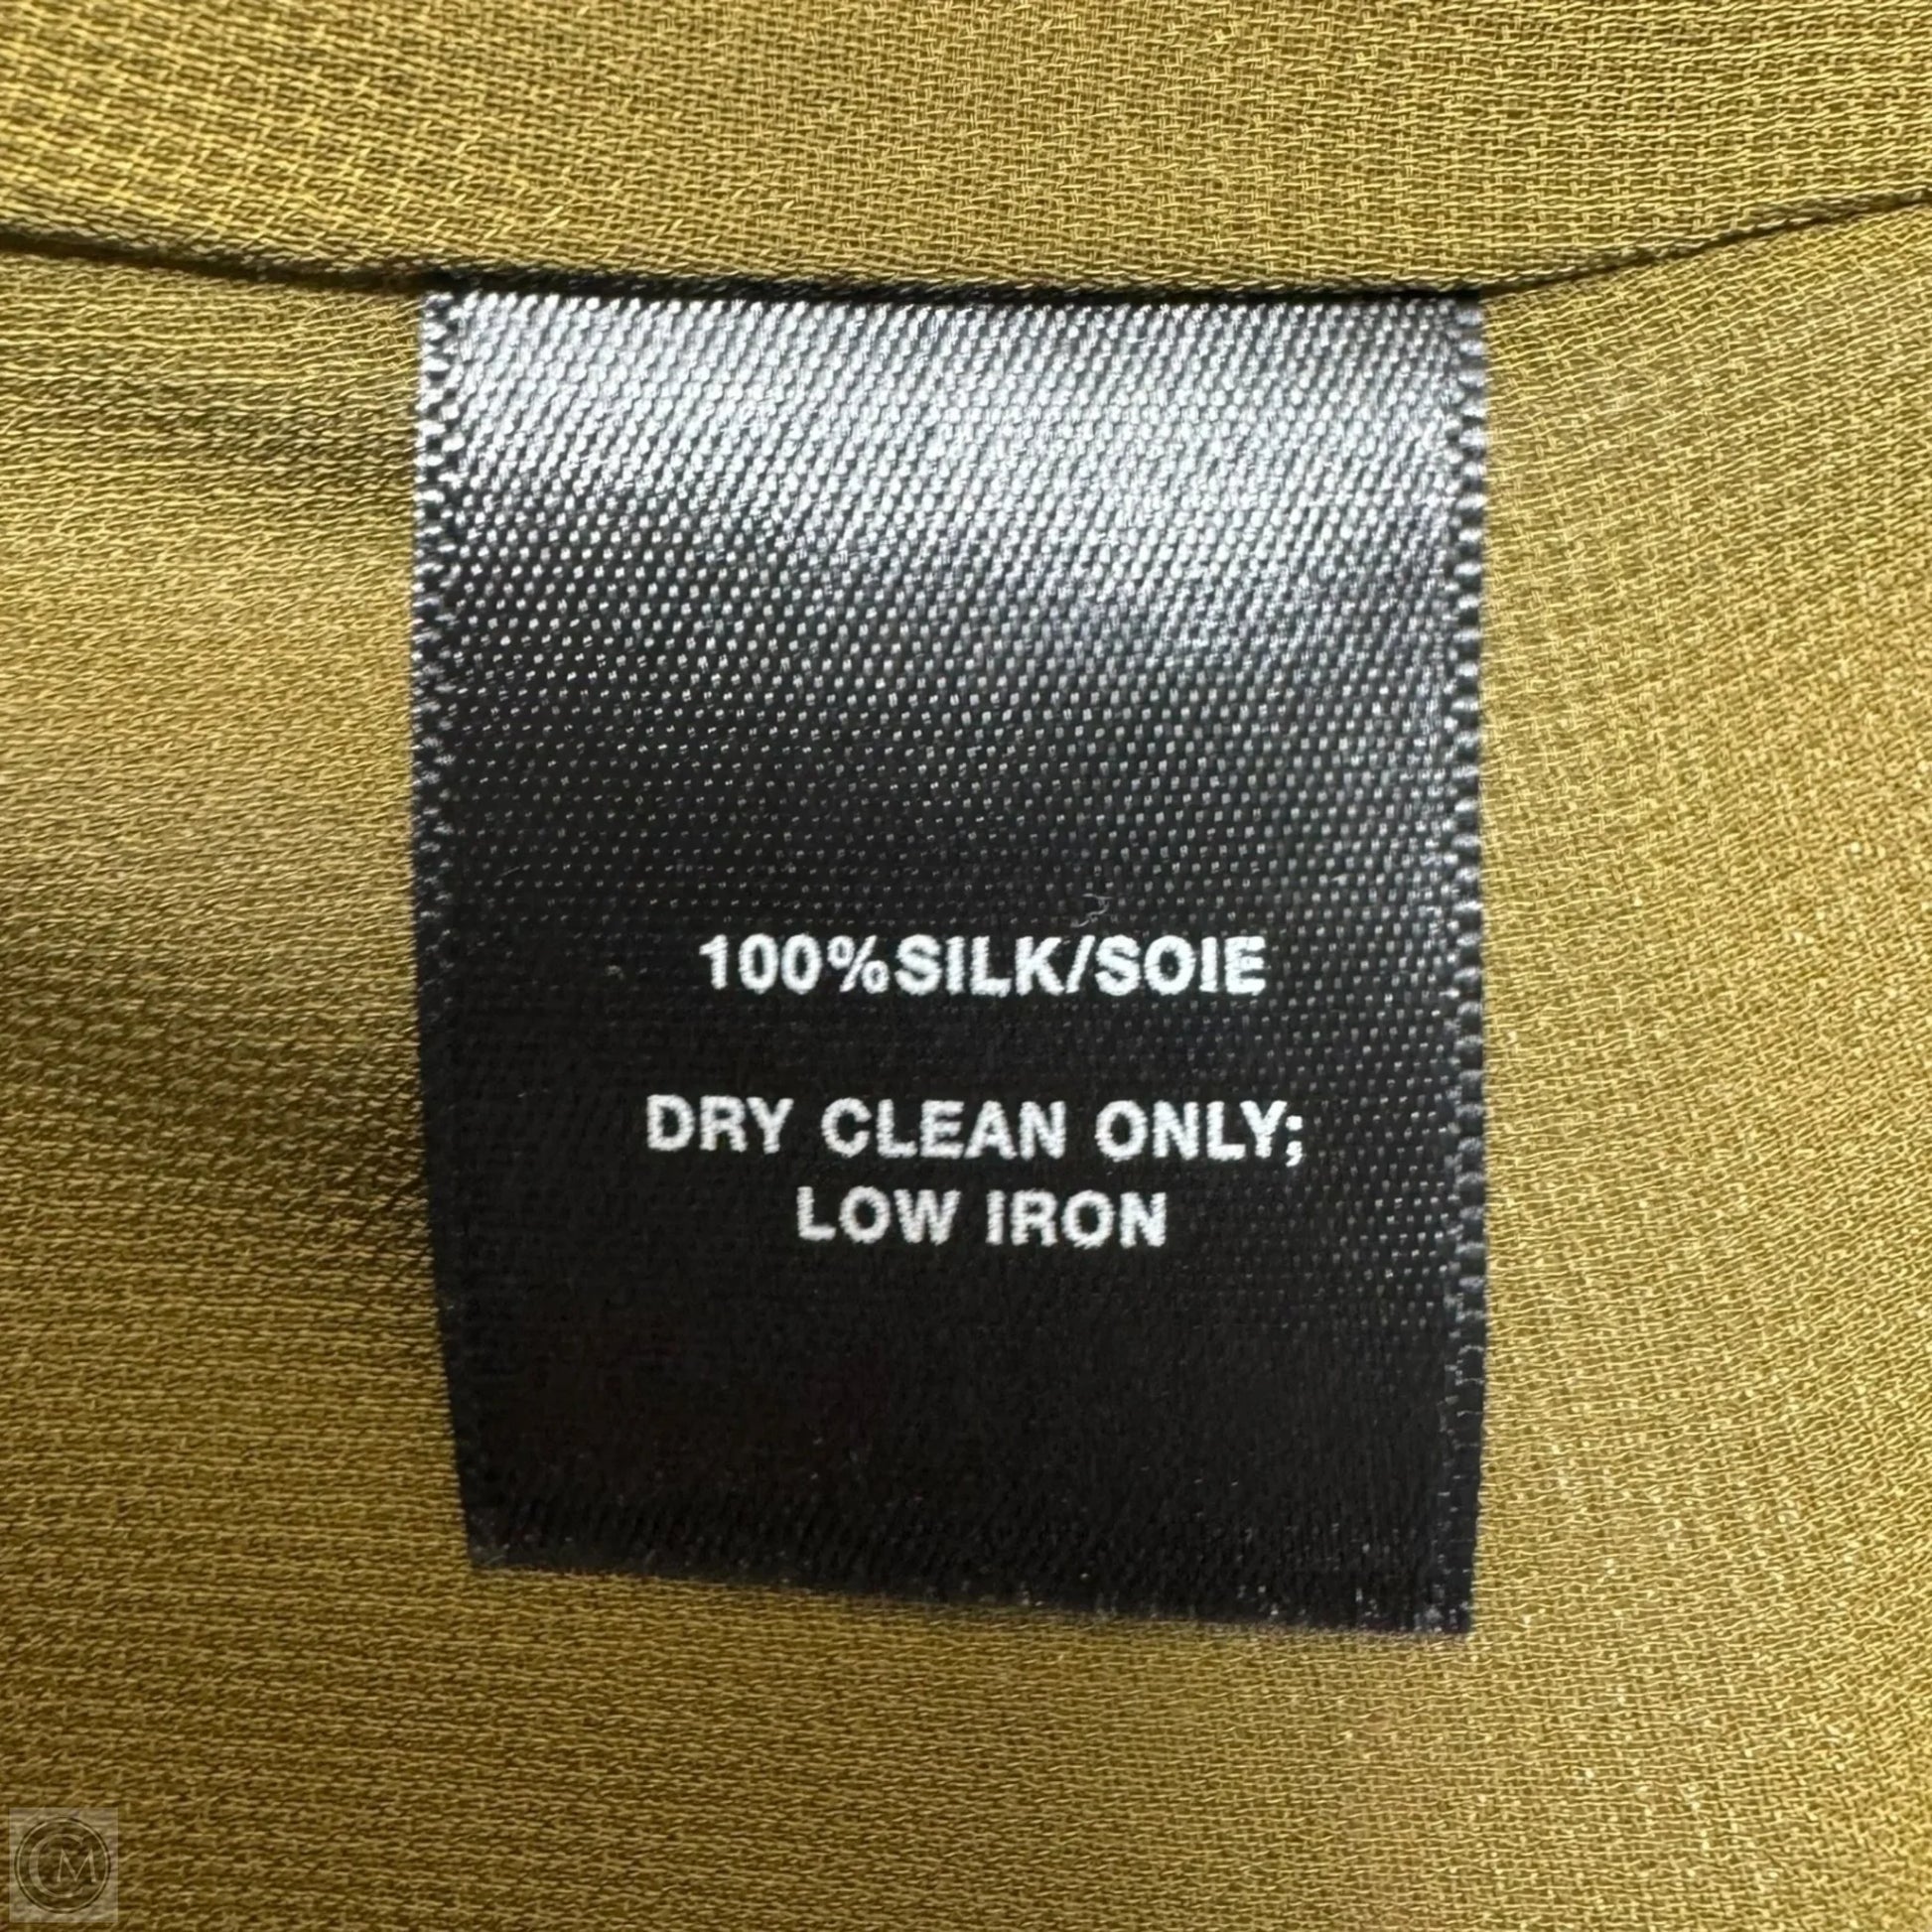 100%SILK/SOIE
DRY CLEAN ONLY;
LOW IRON